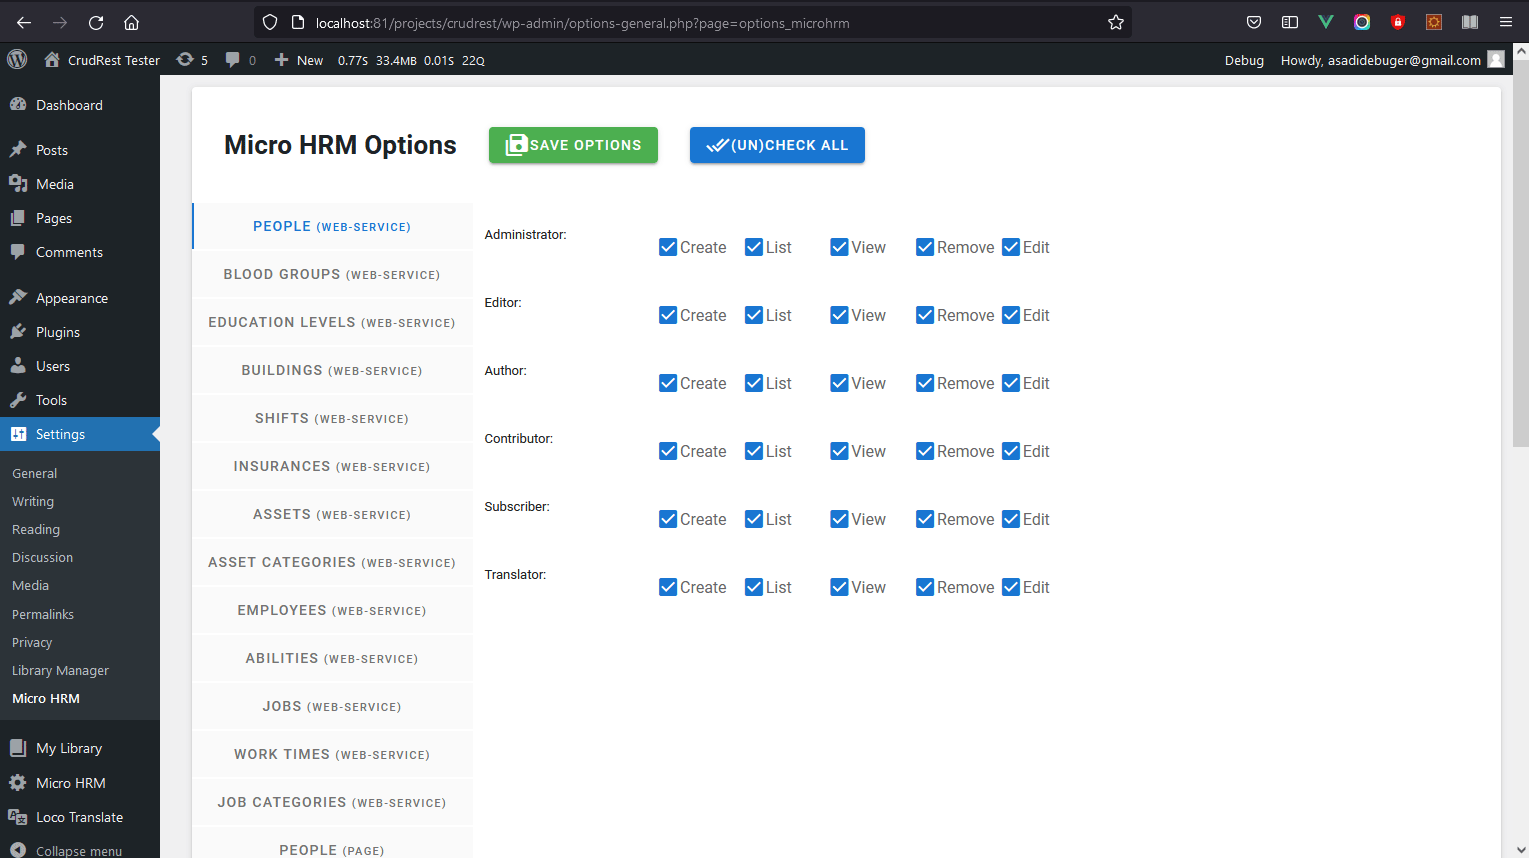 localhost:81/projects/crudrest/wp-admin/options-general.php?page=options_microhrm
CrudRest Tester 5 0 New 0.77S 33.4MB 0.01S 22Q Debug Howdy, asadidebuger@gmail.com
Dashboard
Posts
Media
Pages
Comments
Appearance
Plugins
Users
Tools
Settings
General
Writing
Reading
Discussion
Media
Permalinks
Privacy
Library Manager
Micro HRM
My Library
Micro HRM
Loco Translate
Collapse menu
Micro HRM Options
SAVE OPTIONS
(UN)CHECK ALL
PEOPLE (WEB-SERVICE)
BLOOD GROUPS (WEB-SERVICE)
EDUCATION LEVELS (WEB-SERVICE)
BUILDINGS (WEB-SERVICE)
SHIFTS (WEB-SERVICE)
INSURANCES (WEB-SERVICE)
ASSETS (WEB-SERVICE)
ASSET CATEGORIES (WEB-SERVICE)
EMPLOYEES (WEB-SERVICE)
ABILITIES (WEB-SERVICE)
JOBS (WEB-SERVICE)
WORK TIMES (WEB-SERVICE)
JOB CATEGORIES (WEB-SERVICE)
PEOPLE (PAGE)
Administrator:
Create List View Remove Edit
Editor:
Create List View Remove Edit
Author:
Create List View Remove Edit
Contributor:
Create List View Remove Edit
Subscriber:
Create List View Remove Edit
Translator:
Create List View Remove Edit